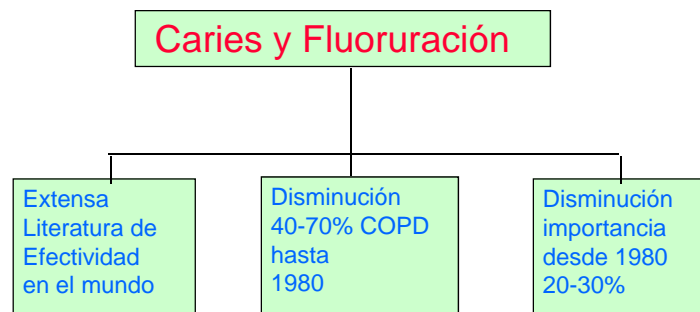 Caries y Fluoruración
Extensa
Literatura de
Efectividad
en el mundo
Disminución
40-70% COPD
hasta
1980
Disminución
importancia
desde 1980
20-30%